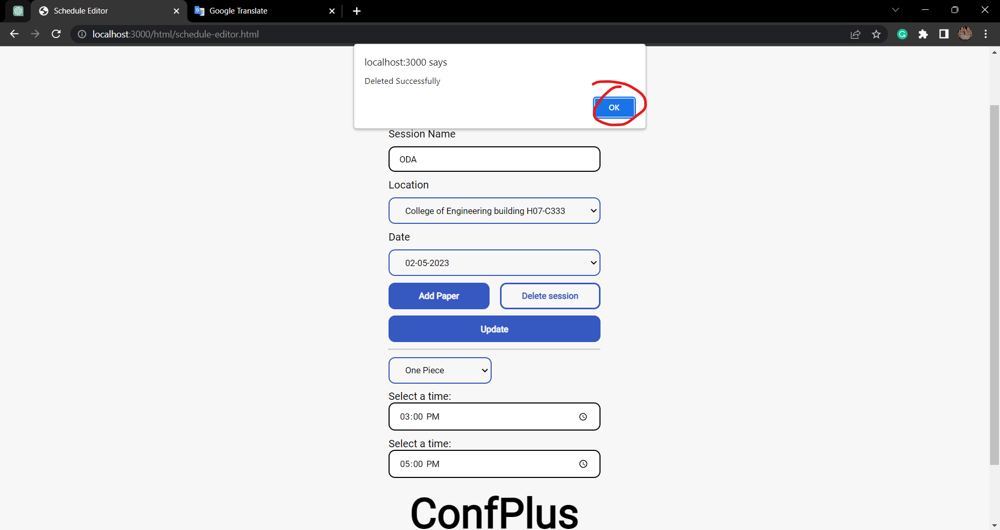 Schedule Editor
Google Translate
localhost:3000/html/schedule-editor.html
localhost:3000 says
Deleted Successfully
OK
Session Name
ODA
Location
College of Engineering building H07-C333
Date
02-05-2023
Add Paper
Delete session
Update
One Piece
Select a time:
03:00 PM
Select a time:
05:00 PM
ConfPlus